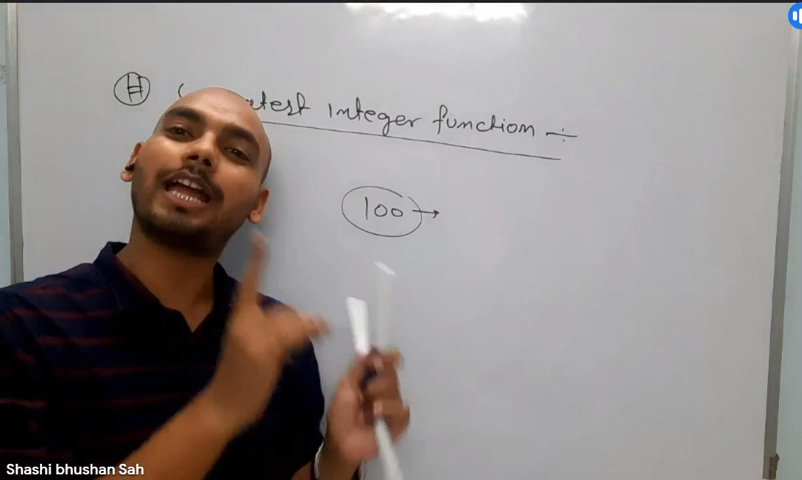 integer function :-
100 →
Shashi bhushan Sah